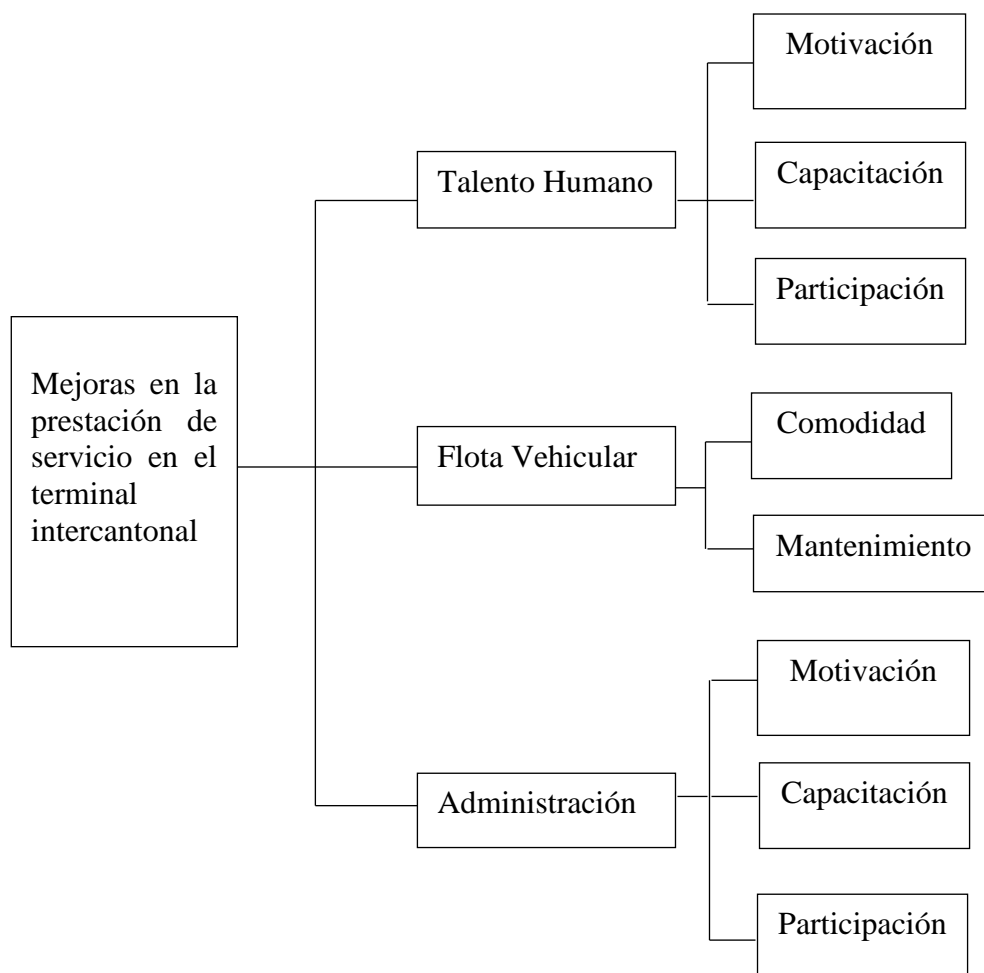 Mejoras en la
prestación de
servicio en el
terminal
intercantonal
Talento Humano
Motivación
Capacitación
Participación
Flota Vehicular
Comodidad
Mantenimiento
Administración
Motivación
Capacitación
Participación